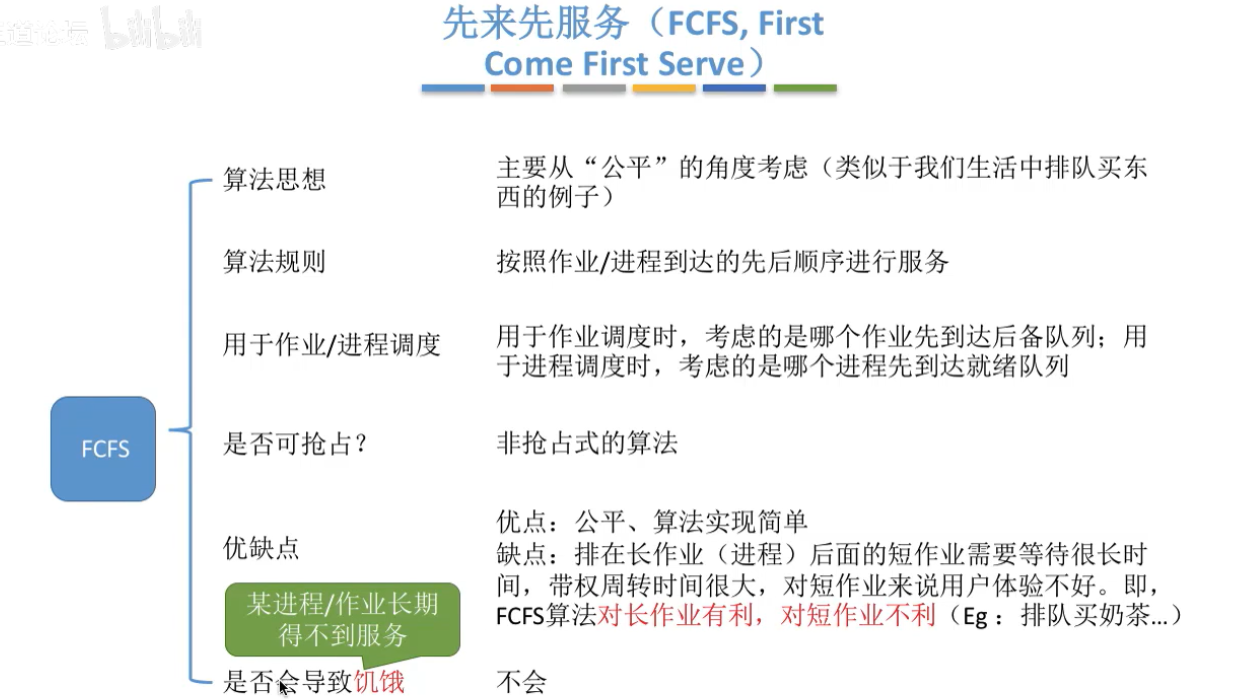 道论坛 bilibili
先来先服务（FCFS, First
Come First Serve）
算法思想
主要从“公平”的角度考虑（类似于我们生活中排队买东
西的例子）
算法规则
按照作业/进程到达的先后顺序进行服务
用于作业/进程调度
用于作业调度时，考虑的是哪个作业先到达后备队列；用
于进程调度时，考虑的是哪个进程先到达就绪队列
FCFS
是否可抢占？
非抢占式的算法
优缺点
优点：公平、算法实现简单
缺点：排在长作业（进程）后面的短作业需要等待很长时
间，带权周转时间很大，对短作业来说用户体验不好。即，
FCFS算法对长作业有利，对短作业不利（Eg：排队买奶茶...）
某进程/作业长期
得不到服务
是否会导致饥饿
不会